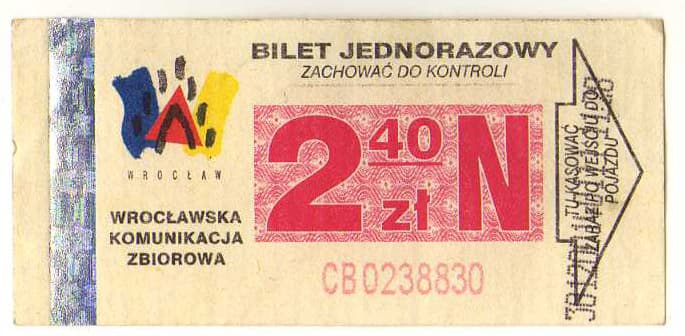 BILET JEDNORAZOWY
ZACHOWAĆ DO KONTROLI
WROCŁAW
WROCŁAWSKA
KOMUNIKACJA
ZBIOROWA
2 40 zł N
CB0238830
TU KASOWAĆ
ZARAZ PO WEJŚCIU DO
POJAZDU